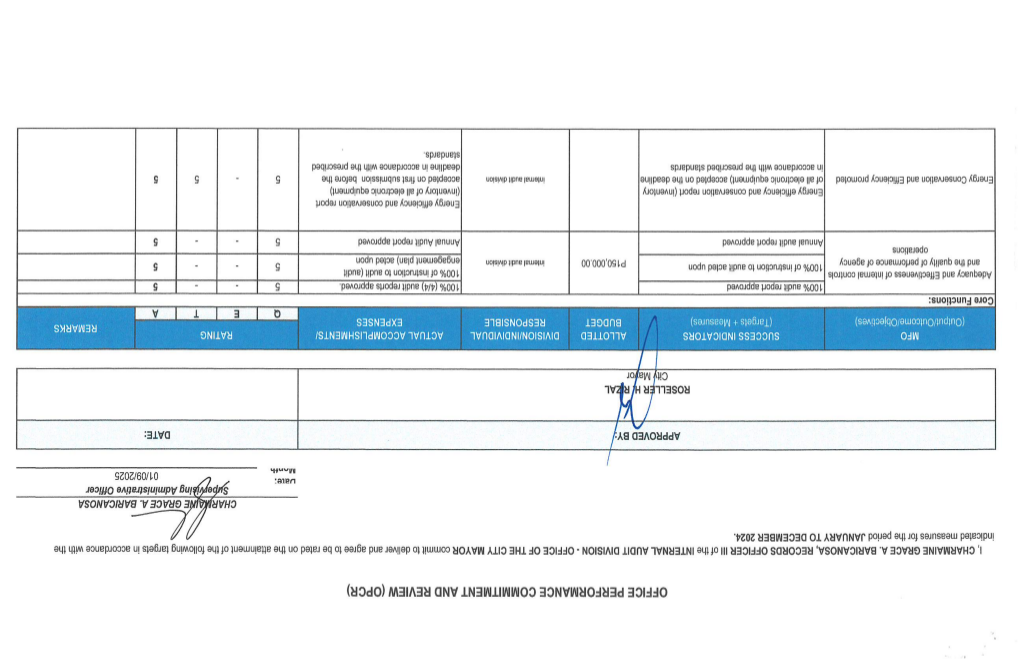 OFFICE PERFORMANCE COMMITMENT AND REVIEW (OPCR)
I, CHARMAINE GRACE A. BARICANOSA, RECORDS OFFICER III of the INTERNAL AUDIT DIVISION - OFFICE OF THE CITY MAYOR commit to deliver and agree to be rated on the attainment of the following targets in accordance with the
indicated measures for the period JANUARY TO DECEMBER 2024.
CHARMAINE GRACE A. BARICANOSA
Supervising Administrative Officer
Date: 01/09/2025
Month
APPROVED BY:
DATE:
ROSELLER H. RIZAL
City Mayor
MFO
(Output/Outcome/Objectives)
SUCCESS INDICATORS
(Targets + Measures)
ALLOTTED
BUDGET
DIVISION/INDIVIDUAL
RESPONSIBLE
ACTUAL ACCOMPLISHMENTS/
EXPENSES
RATING
Q E T A
REMARKS
Core Functions:
Adequacy and Effectiveness of internal controls
and the quality of performance of agency
operations
100% audit report approved
P150,000.00
internal audit division
100% (4/4) audit reports approved.
5 - - 5
100% of instruction to audit acted upon
100% of instruction to audit (audit
engagement plan) acted upon
5 - - 5
Annual audit report approved
Annual Audit report approved
5 - - 5
Energy Conservation and Efficiency promoted
Energy efficiency and conservation report (Inventory
of all electronic equipment) accepted on the deadline
in accordance with the prescribed standards
internal audit division
Energy efficiency and conservation report
(inventory of all electronic equipment)
accepted on first submission before the
deadline in accordance with the prescribed
standards.
5 - 5 5